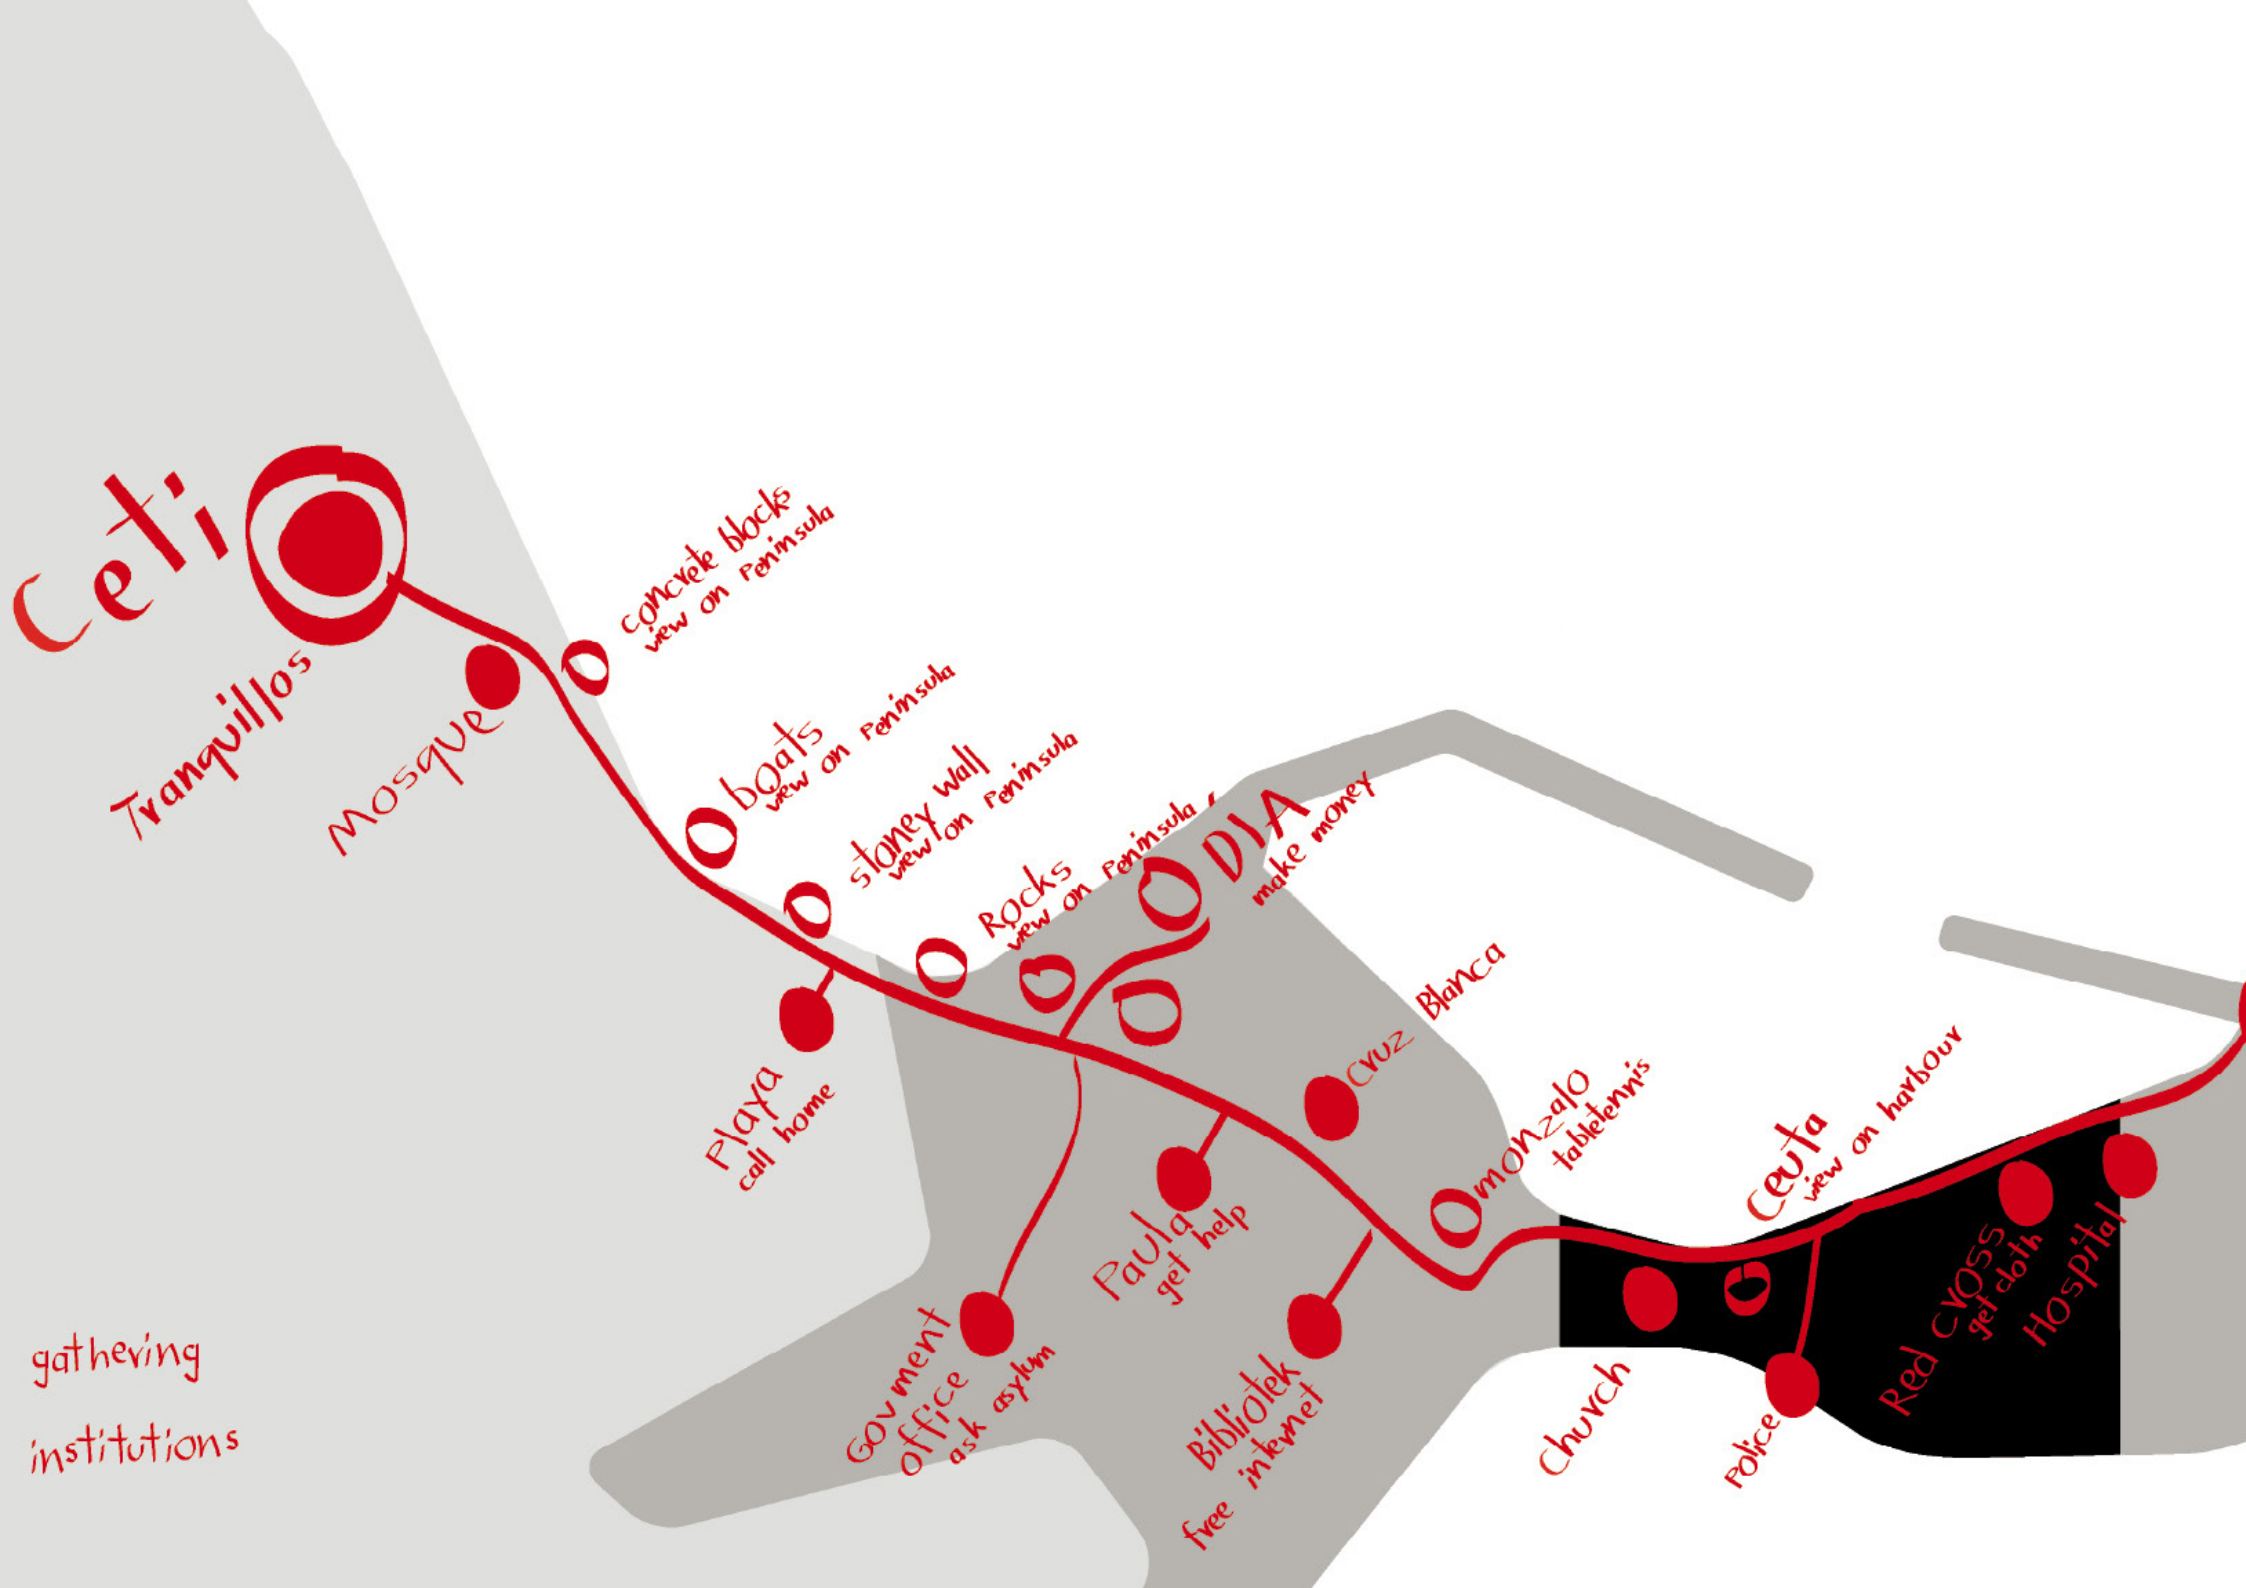 Ceti
Tranquillos
Mosque
concrete blocks
view on Peninsula
boats
view on Peninsula
stoney wall
view on Peninsula
Rocks
view on Peninsula
DIA
make money
Playa
call home
Cruz Blanca
monzalo
tabletennis
Paula
get help
Government
office
ask asylum
Bibliotek
free internet
Ceuta
view on harbour
Church
Police
Red Cross
get cloth
Hospital
gathering
institutions